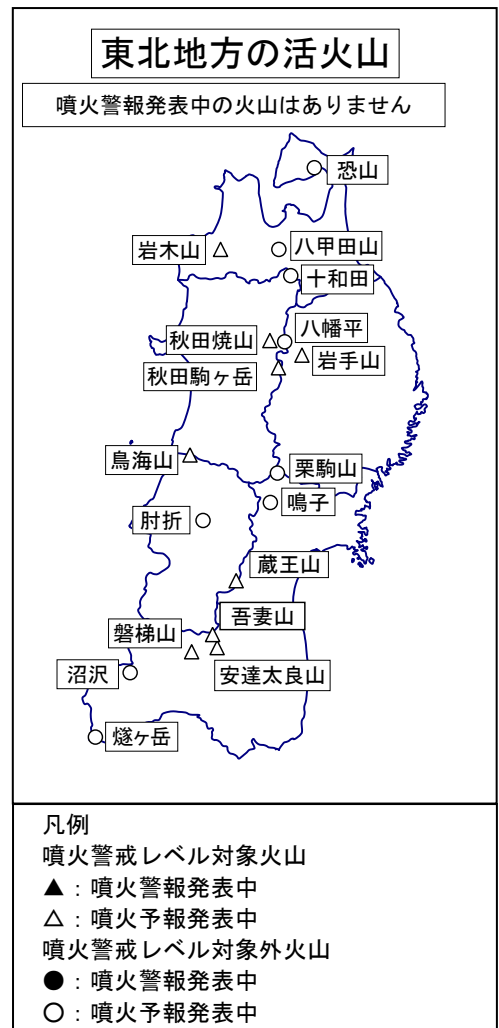 東北地方の活火山
噴火警報発表中の火山はありません
恐山
岩木山
八甲田山
十和田
八幡平
秋田焼山
岩手山
秋田駒ヶ岳
鳥海山
栗駒山
鳴子
肘折
蔵王山
吾妻山
磐梯山
安達太良山
沼沢
燧ヶ岳
凡例
噴火警戒レベル対象火山
▲：噴火警報発表中
△：噴火予報発表中
噴火警戒レベル対象外火山
●：噴火警報発表中
○：噴火予報発表中